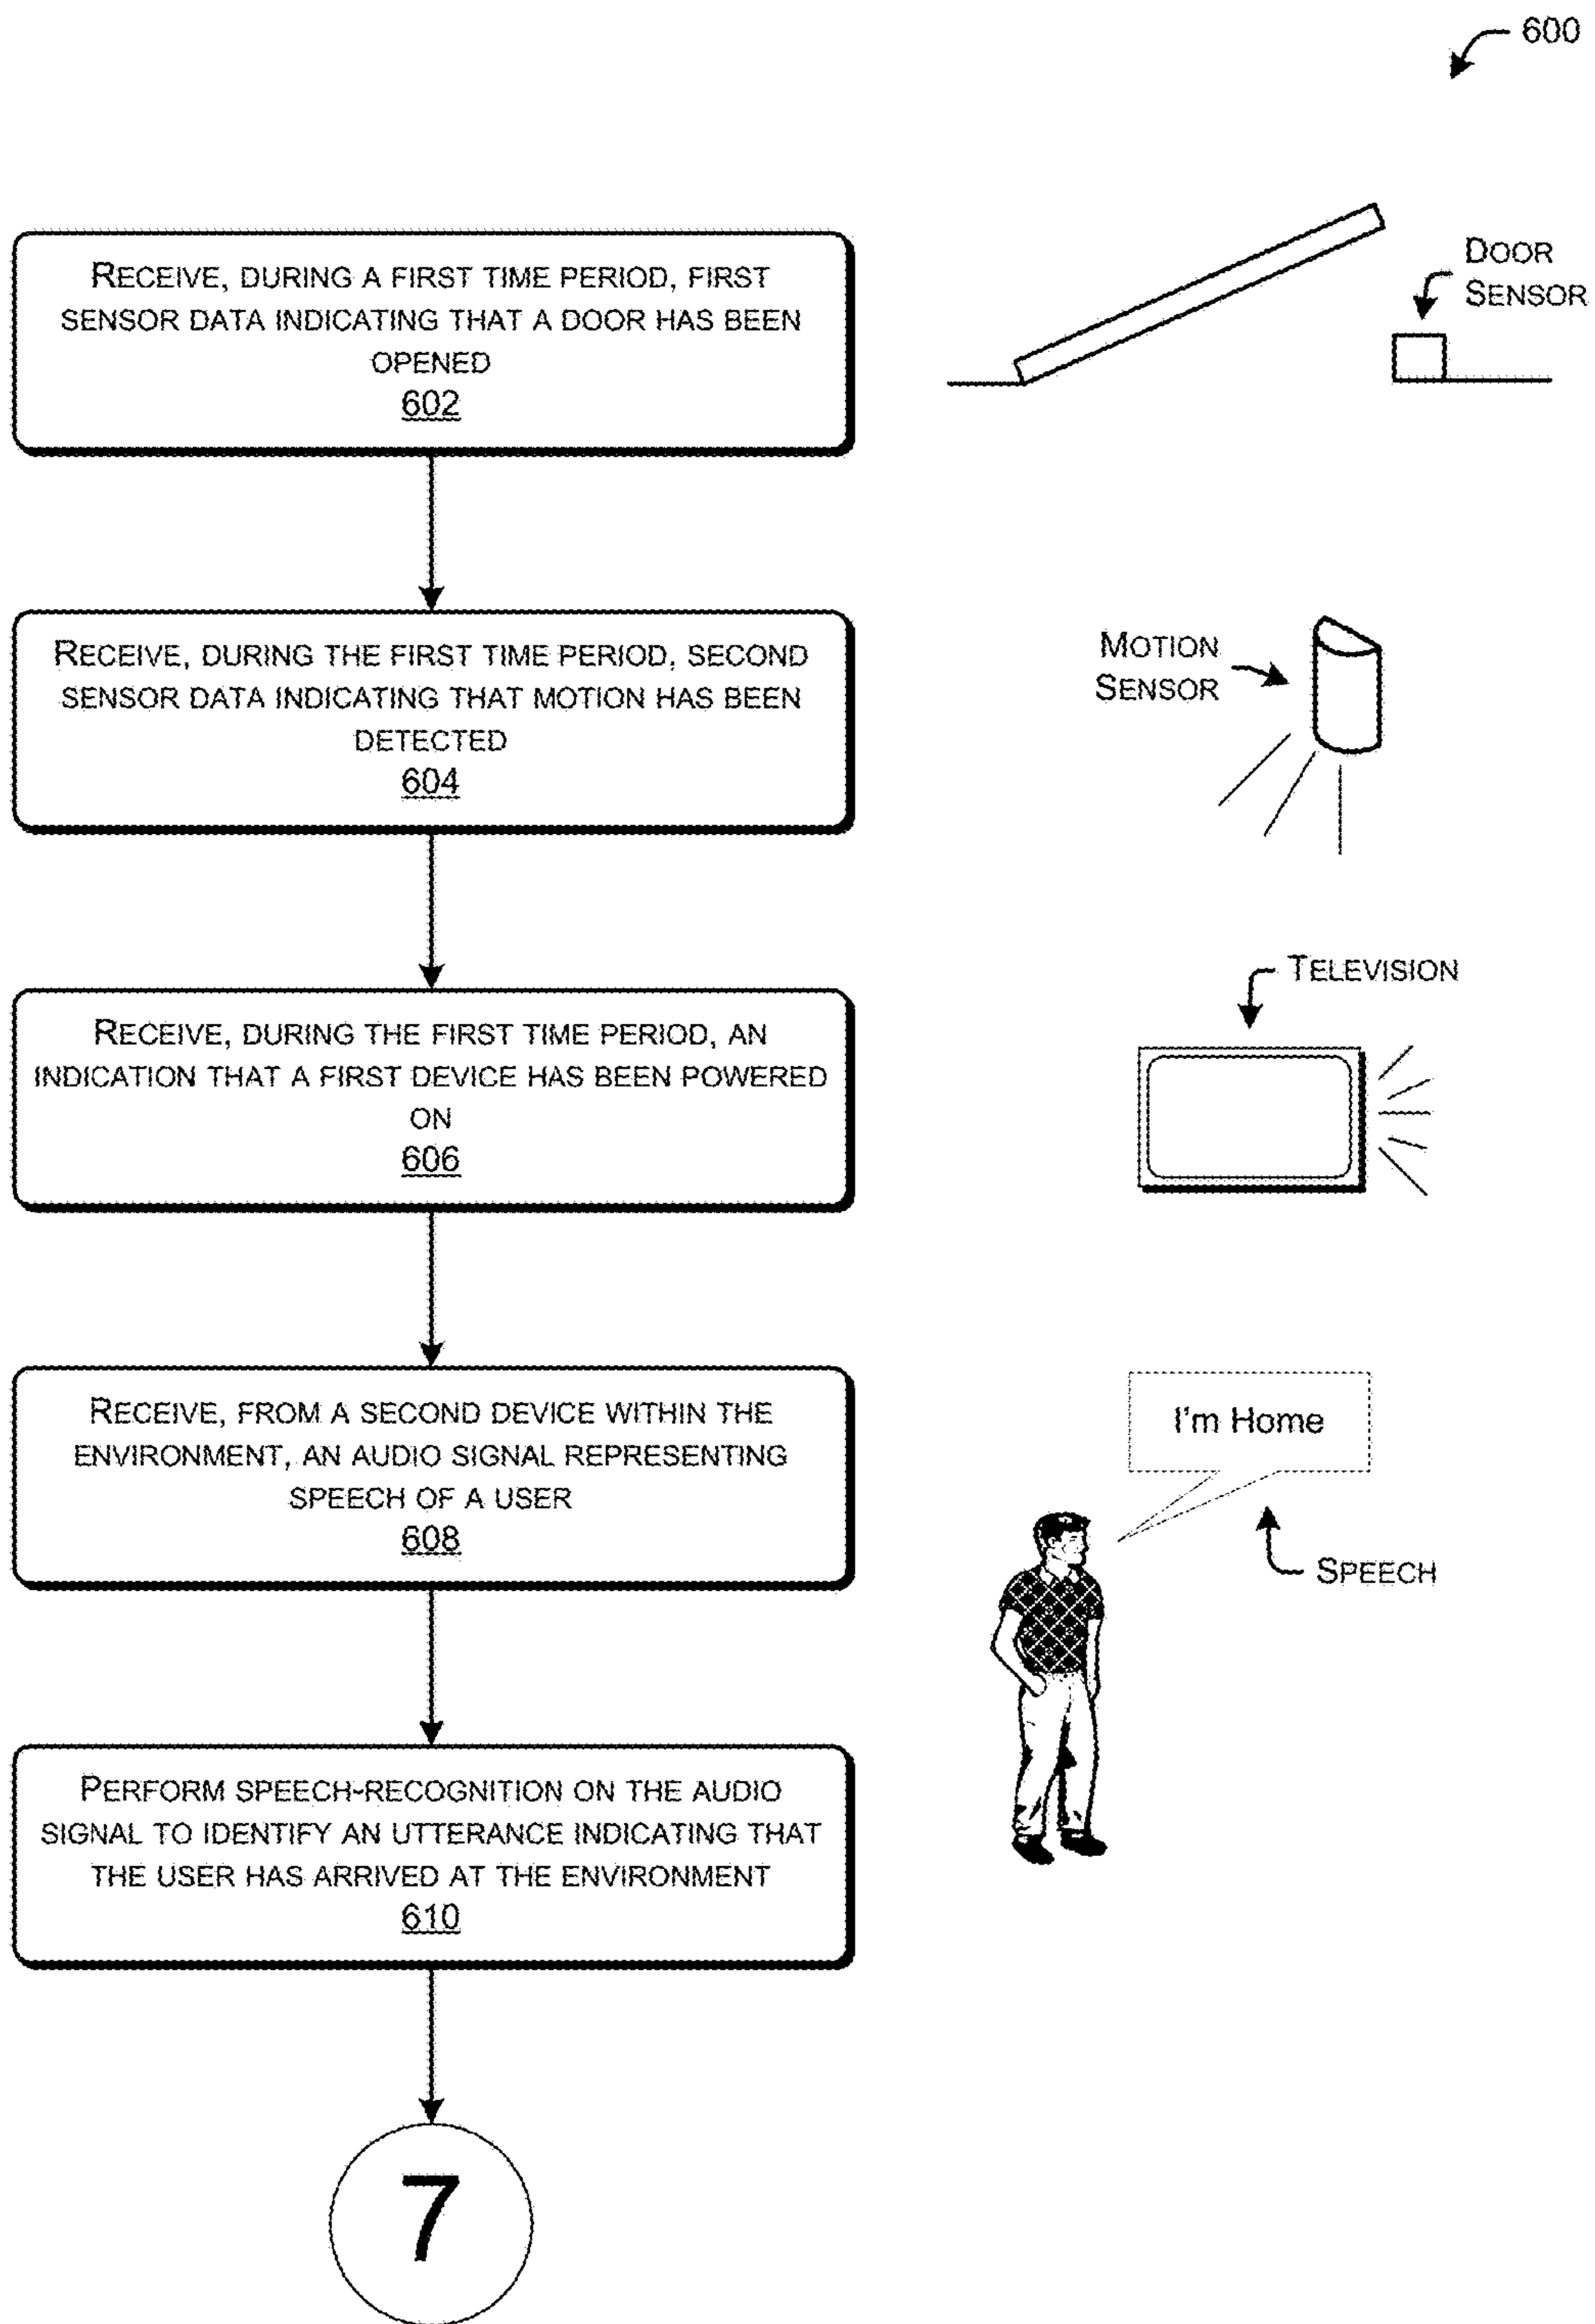 600
RECEIVE, DURING A FIRST TIME PERIOD, FIRST
SENSOR DATA INDICATING THAT A DOOR HAS BEEN
OPENED
602
DOOR
SENSOR
RECEIVE, DURING THE FIRST TIME PERIOD, SECOND
SENSOR DATA INDICATING THAT MOTION HAS BEEN
DETECTED
604
MOTION
SENSOR
RECEIVE, DURING THE FIRST TIME PERIOD, AN
INDICATION THAT A FIRST DEVICE HAS BEEN POWERED
ON
606
TELEVISION
RECEIVE, FROM A SECOND DEVICE WITHIN THE
ENVIRONMENT, AN AUDIO SIGNAL REPRESENTING
SPEECH OF A USER
608
I'm Home
SPEECH
PERFORM SPEECH-RECOGNITION ON THE AUDIO
SIGNAL TO IDENTIFY AN UTTERANCE INDICATING THAT
THE USER HAS ARRIVED AT THE ENVIRONMENT
610
7